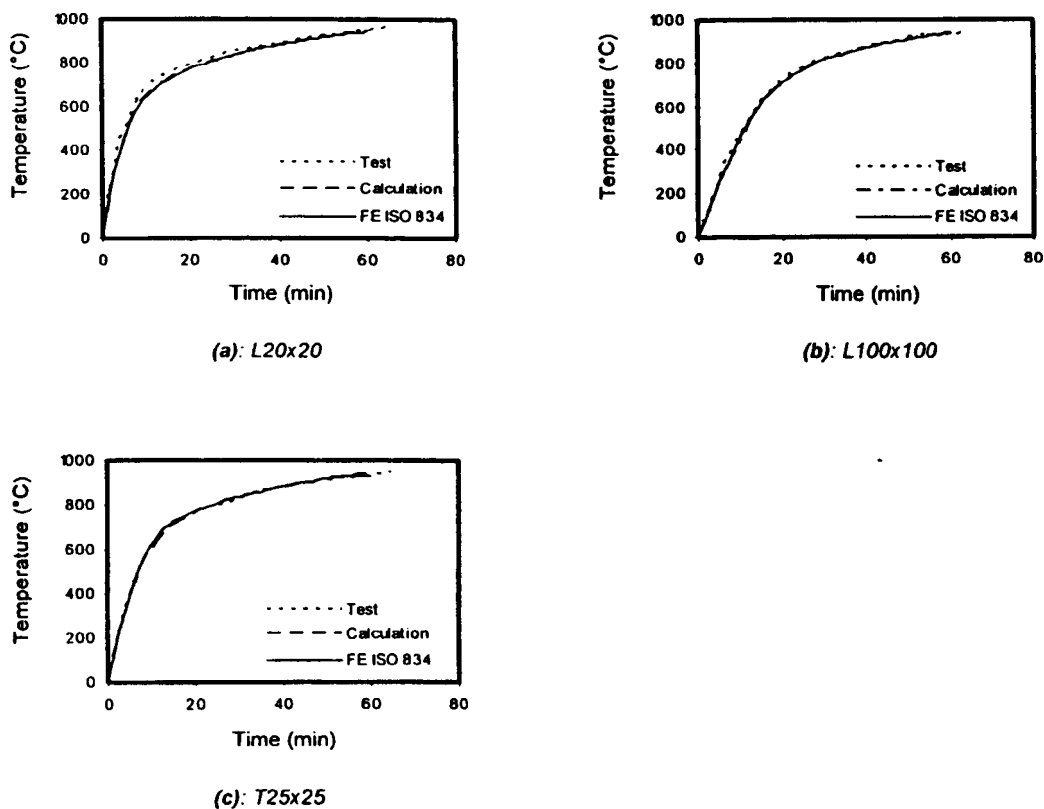 1000
800
600
400
200
0
Temperature (°C)
Test
Calculation
FE ISO 834
0 20 40 60 80
Time (min)
(a): L20x20
1000
800
600
400
200
0
Temperature (°C)
Test
Calculation
FE ISO 834
0 20 40 60 80
Time (min)
(b): L100x100
1000
800
600
400
200
0
Temperature (°C)
Test
Calculation
FE ISO 834
0 20 40 60 80
Time (min)
(c): T25x25